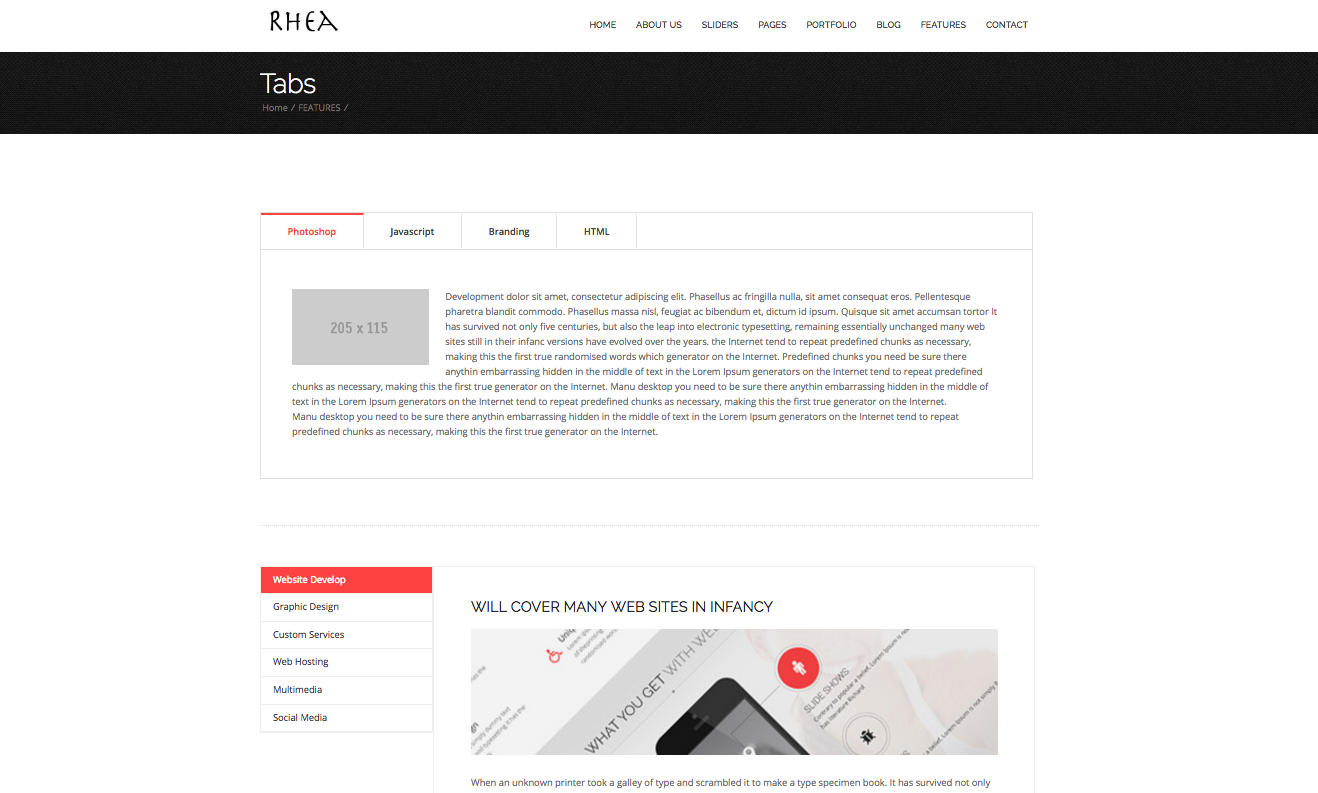 RHEA
HOME ABOUT US SLIDERS PAGES PORTFOLIO BLOG FEATURES CONTACT
Tabs
Home / FEATURES /
Photoshop Javascript Branding HTML
205 x 115
Development dolor sit amet, consectetur adipiscing elit. Phasellus ac fringilla nulla, sit amet consequat eros. Pellentesque
pharetra blandit commodo. Phasellus massa nisl, feugiat ac bibendum et, dictum id ipsum. Quisque sit amet accumsan tortor It
has survived not only five centuries, but also the leap into electronic typesetting, remaining essentially unchanged many web
sites still in their infanc versions have evolved over the years. the Internet tend to repeat predefined chunks as necessary,
making this the first true randomised words which generator on the Internet. Predefined chunks you need be sure there
anythin embarrassing hidden in the middle of text in the Lorem Ipsum generators on the Internet tend to repeat predefined
chunks as necessary, making this the first true generator on the Internet. Manu desktop you need to be sure there anythin embarrassing hidden in the middle of
text in the Lorem Ipsum generators on the Internet tend to repeat predefined chunks as necessary, making this the first true generator on the Internet.
Manu desktop you need to be sure there anythin embarrassing hidden in the middle of text in the Lorem Ipsum generators on the Internet tend to repeat
predefined chunks as necessary, making this the first true generator on the Internet.
Website Develop
Graphic Design
Custom Services
Web Hosting
Multimedia
Social Media
WILL COVER MANY WEB SITES IN INFANCY
WHAT YOU GET WITH WE
SLIDE SHOWS
Contrary to popular a belief, Lorem Ipsum is not
has literature Richard
When an unknown printer took a galley of type and scrambled it to make a type specimen book. It has survived not only